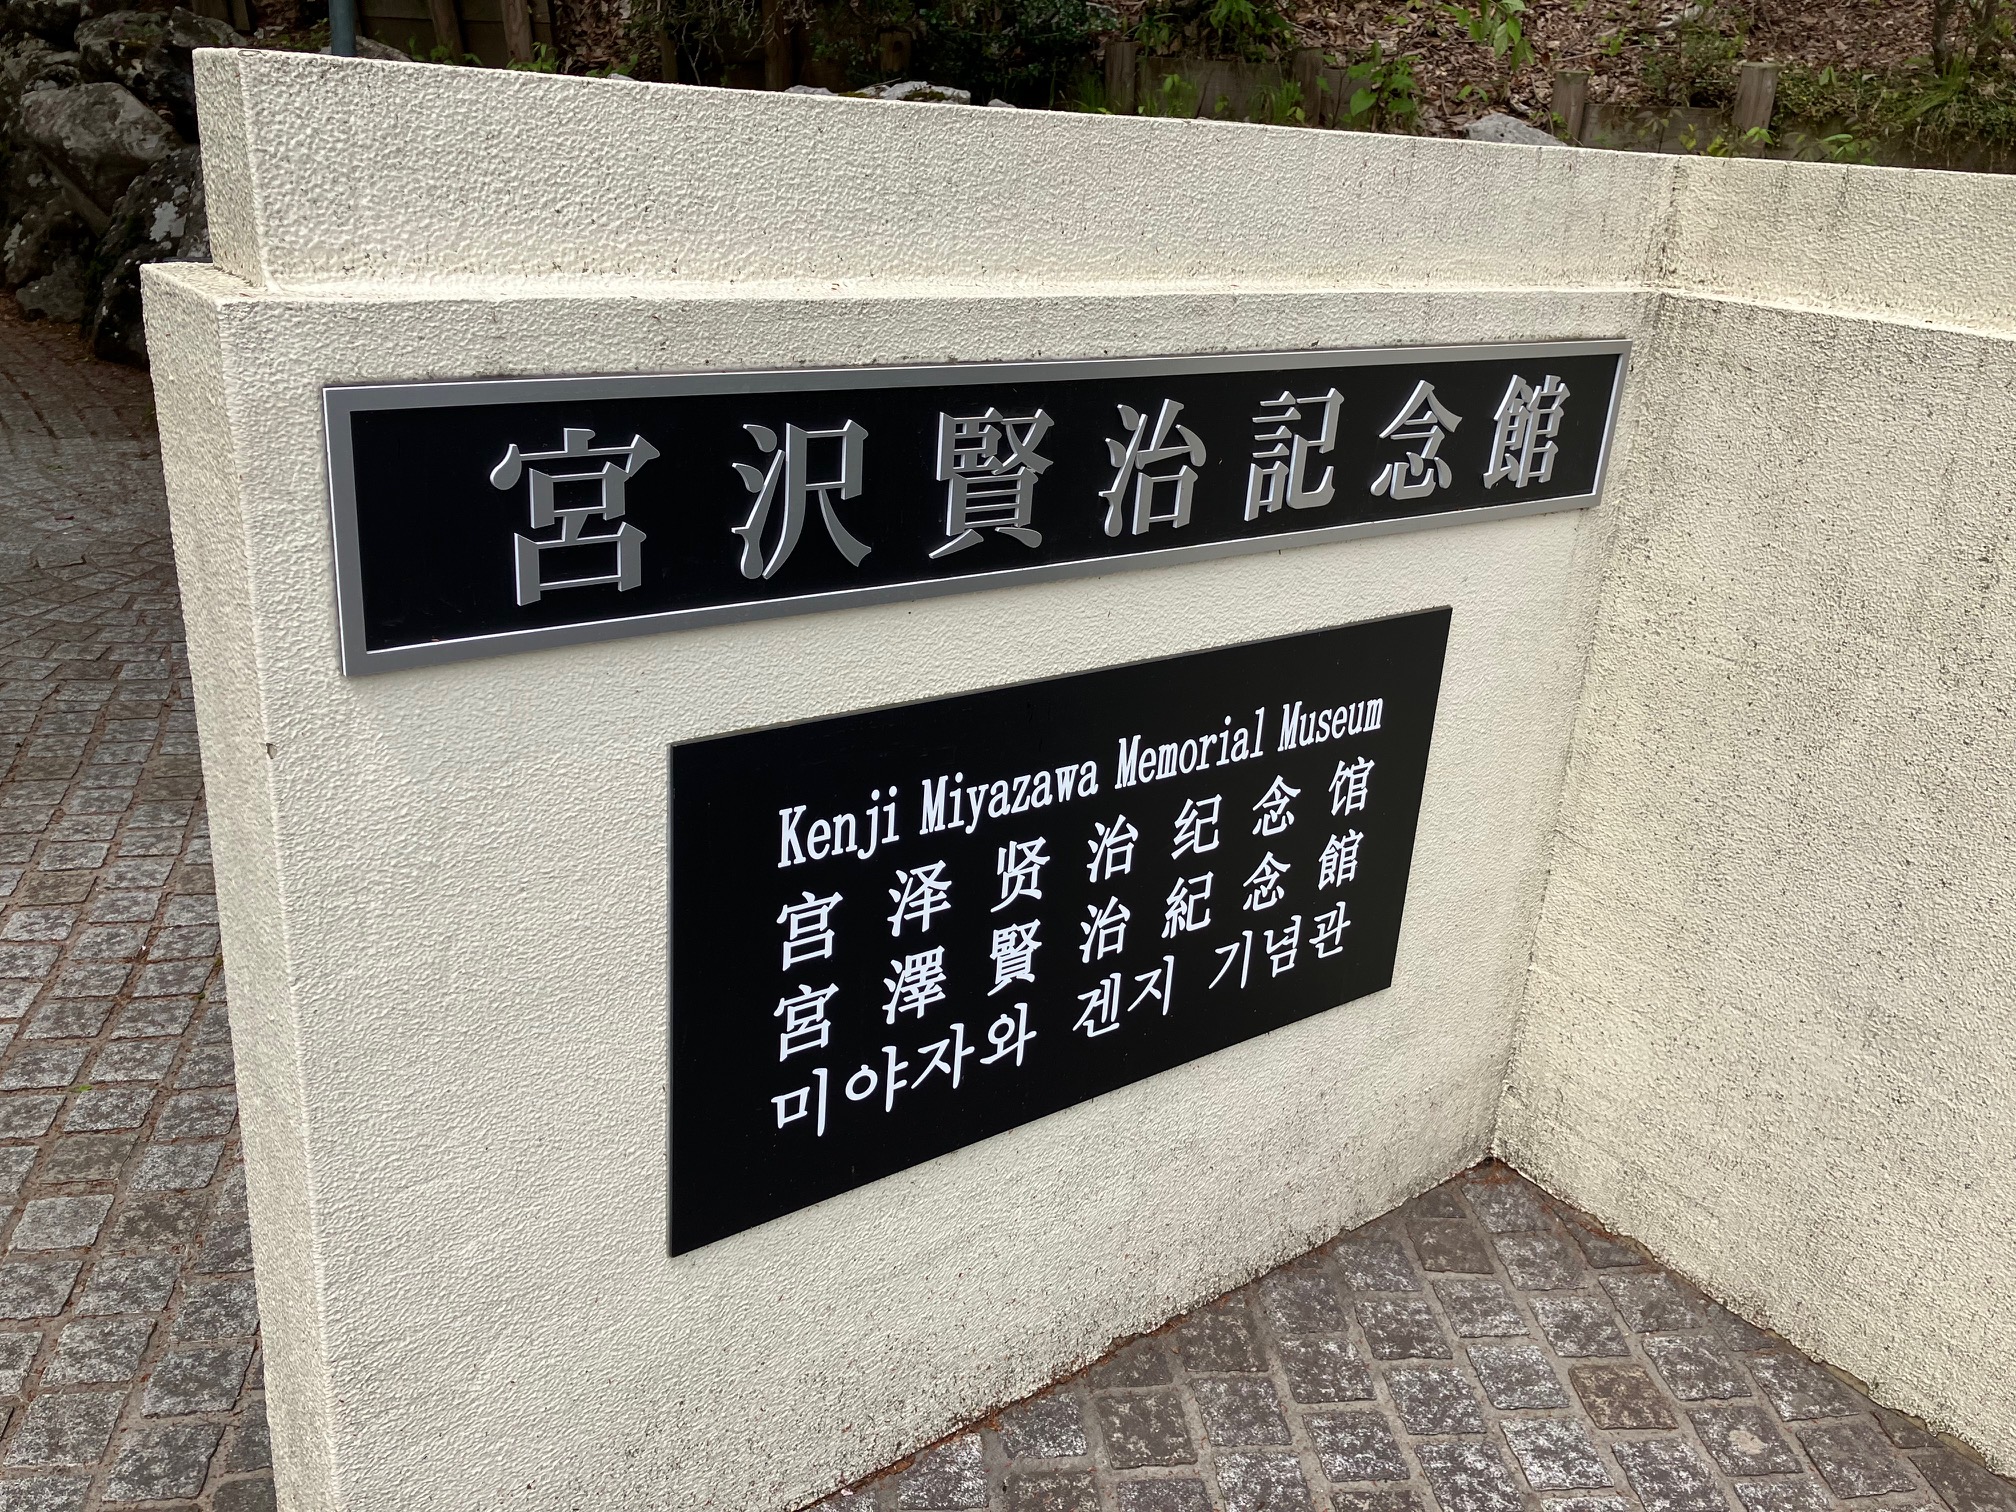 宮沢賢治記念館
Kenji Miyazawa Memorial Museum
宫泽贤治纪念馆
宮澤賢治紀念館
미야자와 겐지 기념관